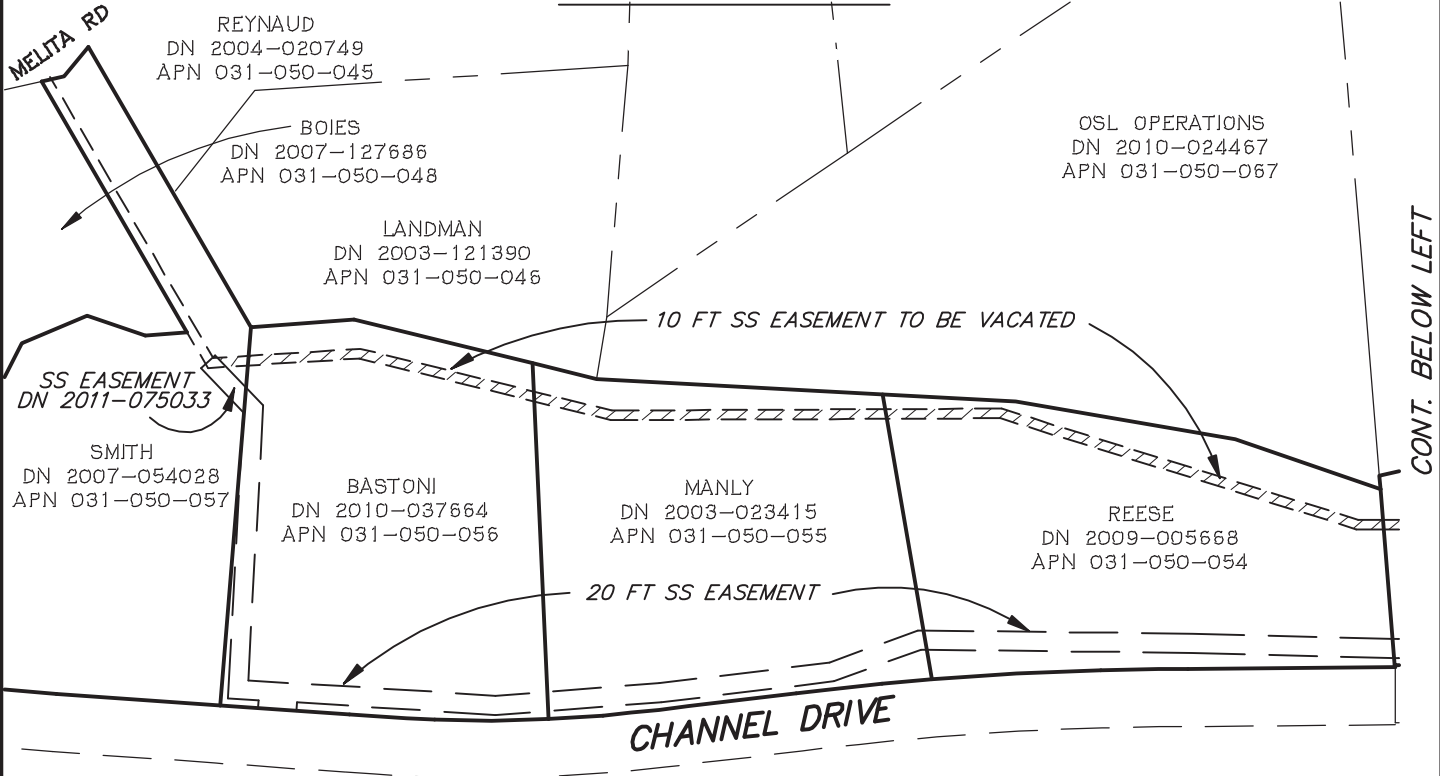 MELITA RD
REYNAUD
DN 2004-020749
APN 031-050-045
BOIES
DN 2007-127686
APN 031-050-048
OSL OPERATIONS
DN 2010-024467
APN 031-050-067
LANDMAN
DN 2003-121390
APN 031-050-046
10 FT SS EASEMENT TO BE VACATED
CONT. BELOW LEFT
SS EASEMENT
DN 2011-075033
SMITH
DN 2007-054028
APN 031-050-057
BASTONI
DN 2010-037664
APN 031-050-056
MANLY
DN 2003-023415
APN 031-050-055
REESE
DN 2009-005668
APN 031-050-054
20 FT SS EASEMENT
CHANNEL DRIVE